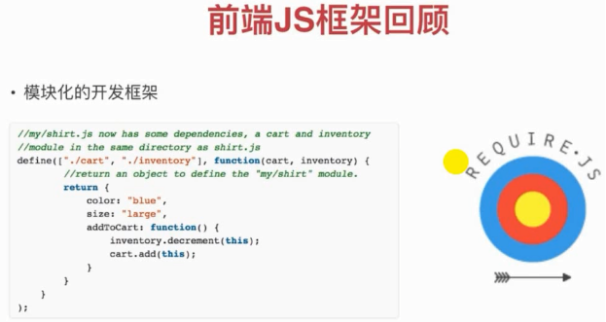 前端JS框架回顾
• 模块化的开发框架
//my/shirt.js now has some dependencies, a cart and inventory
//module in the same directory as shirt.js
define(["./cart", "./inventory"], function(cart, inventory) {
        //return an object to define the "my/shirt" module.
        return {
            color: "blue",
            size: "large",
            addToCart: function() {
                inventory.decrement(this);
                cart.add(this);
            }
        }
    }
);
REQUIRE.JS